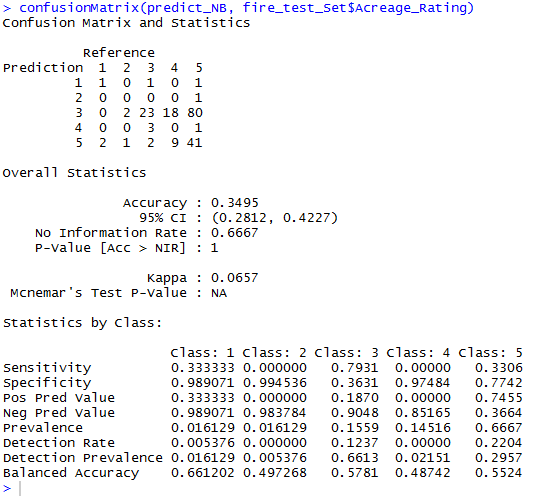 > confusionMatrix(predict_NB, fire_test_Set$Acreage_Rating)
Confusion Matrix and Statistics

          Reference
Prediction  1  2  3  4  5
         1  1  0  1  0  1
         2  0  0  0  0  1
         3  0  2 23 18 80
         4  0  0  3  0  1
         5  2  1  2  9 41

Overall Statistics

               Accuracy : 0.3495
                 95% CI : (0.2812, 0.4227)
    No Information Rate : 0.6667
    P-Value [Acc > NIR] : 1

                  Kappa : 0.0657
 Mcnemar's Test P-Value : NA

Statistics by Class:

                     Class: 1 Class: 2 Class: 3 Class: 4 Class: 5
Sensitivity          0.333333 0.000000   0.7931  0.00000   0.3306
Specificity          0.989071 0.994536   0.3631  0.97484   0.7742
Pos Pred Value       0.333333 0.000000   0.1870  0.00000   0.7455
Neg Pred Value       0.989071 0.983784   0.9048  0.85165   0.3664
Prevalence           0.016129 0.016129   0.1559  0.14516   0.6667
Detection Rate       0.005376 0.000000   0.1237  0.00000   0.2204
Detection Prevalence 0.016129 0.005376   0.6613  0.02151   0.2957
Balanced Accuracy    0.661202 0.497268   0.5781  0.48742   0.5524
>